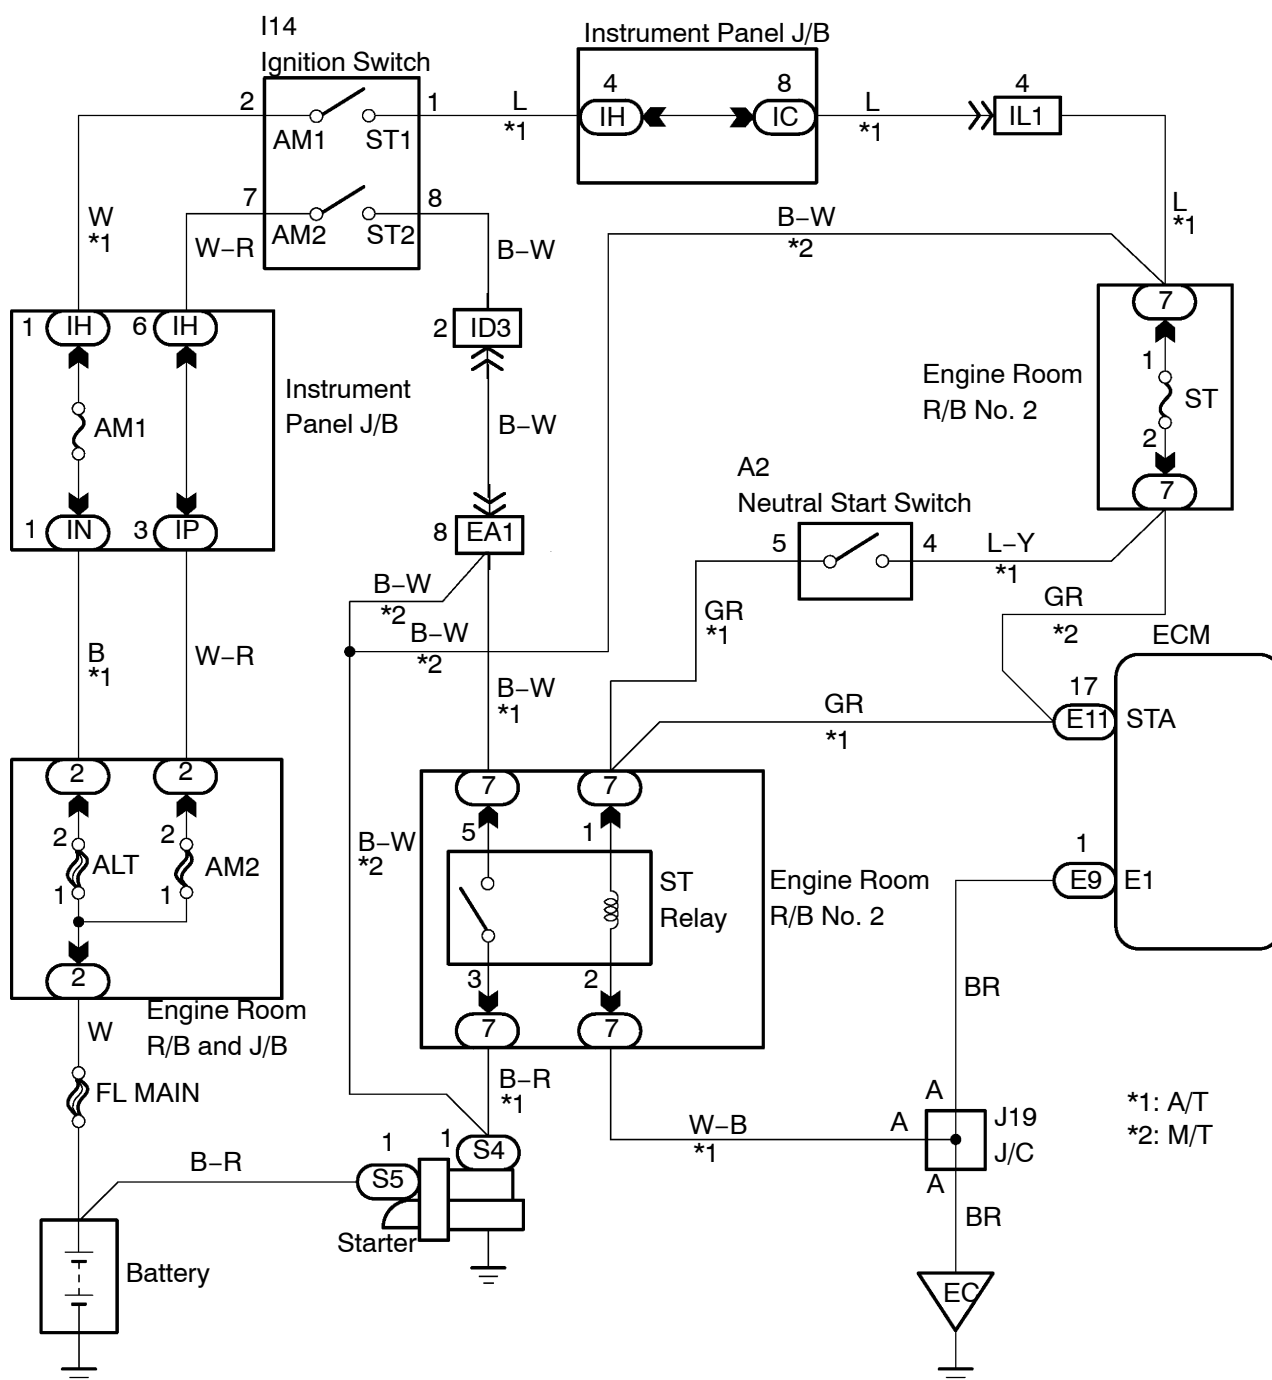 I14
Ignition Switch
Instrument Panel J/B
2
1
L
*1
4
8
IH
IC
L
*1
4
IL1
AM1
ST1
7
8
AM2
ST2
W
*1
W–R
B–W
B–W
*2
L
*1
1
IH
6
IH
2
ID3
7
Instrument
Panel J/B
AM1
B–W
Engine Room
R/B No. 2
1
ST
2
7
A2
Neutral Start Switch
1
IN
3
IP
8
EA1
5
4
L–Y
*1
B–W
*2
B–W
*2
GR
*1
GR
*2
ECM
B
*1
W–R
B–W
*1
17
E11
STA
GR
*1
2
2
7
7
2
ALT
1
2
AM2
1
B–W
*2
5
1
ST
Relay
Engine Room
R/B No. 2
1
E9
E1
2
3
2
7
7
BR
Engine Room
R/B and J/B
W
FL MAIN
B–R
*1
W–B
*1
A
A
J19
J/C
A
*1: A/T
*2: M/T
B–R
1
S5
1
S4
Starter
BR
Battery
EC